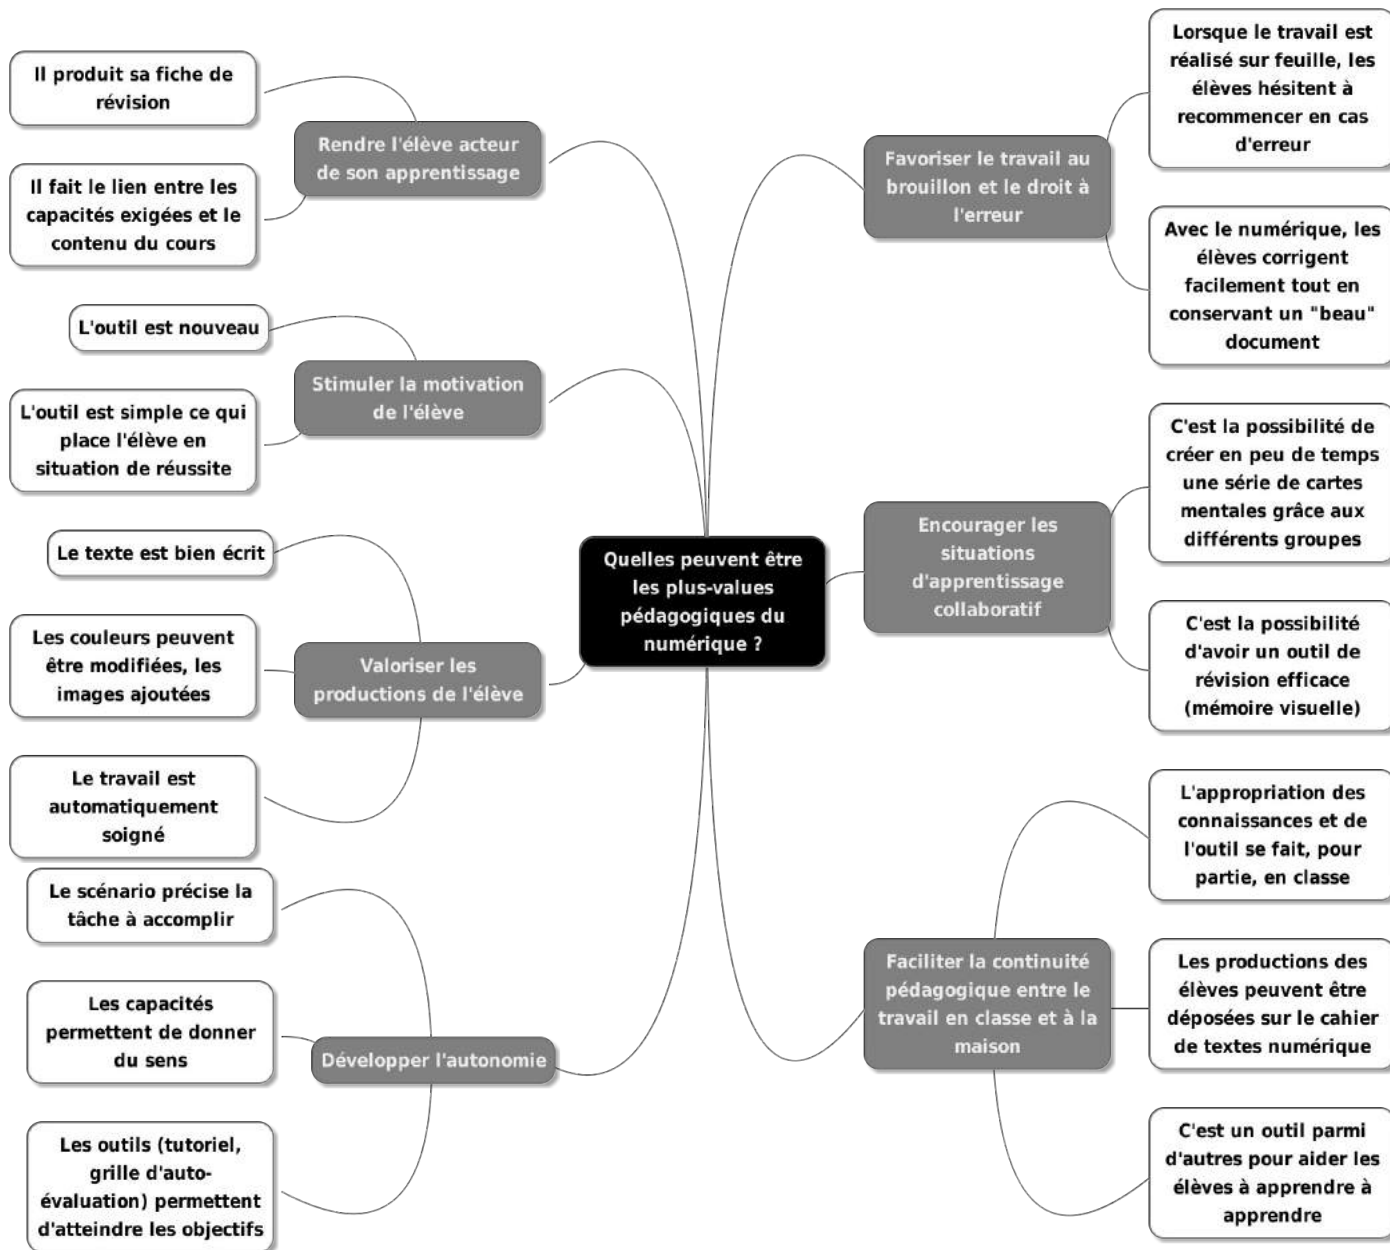 Quelles peuvent être
les plus-values
pédagogiques du
numérique ?
Rendre l'élève acteur
de son apprentissage
Il produit sa fiche de
révision
Il fait le lien entre les
capacités exigées et le
contenu du cours
Stimuler la motivation
de l'élève
L'outil est nouveau
L'outil est simple ce qui
place l'élève en
situation de réussite
Valoriser les
productions de l'élève
Le texte est bien écrit
Les couleurs peuvent
être modifiées, les
images ajoutées
Le travail est
automatiquement
soigné
Développer l'autonomie
Le scénario précise la
tâche à accomplir
Les capacités
permettent de donner
du sens
Les outils (tutoriel,
grille d'auto-
évaluation) permettent
d'atteindre les objectifs
Favoriser le travail au
brouillon et le droit à
l'erreur
Lorsque le travail est
réalisé sur feuille, les
élèves hésitent à
recommencer en cas
d'erreur
Avec le numérique, les
élèves corrigent
facilement tout en
conservant un "beau"
document
Encourager les
situations
d'apprentissage
collaboratif
C'est la possibilité de
créer en peu de temps
une série de cartes
mentales grâce aux
différents groupes
C'est la possibilité
d'avoir un outil de
révision efficace
(mémoire visuelle)
Faciliter la continuité
pédagogique entre le
travail en classe et à la
maison
L'appropriation des
connaissances et de
l'outil se fait, pour
partie, en classe
Les productions des
élèves peuvent être
déposées sur le cahier
de textes numérique
C'est un outil parmi
d'autres pour aider les
élèves à apprendre à
apprendre